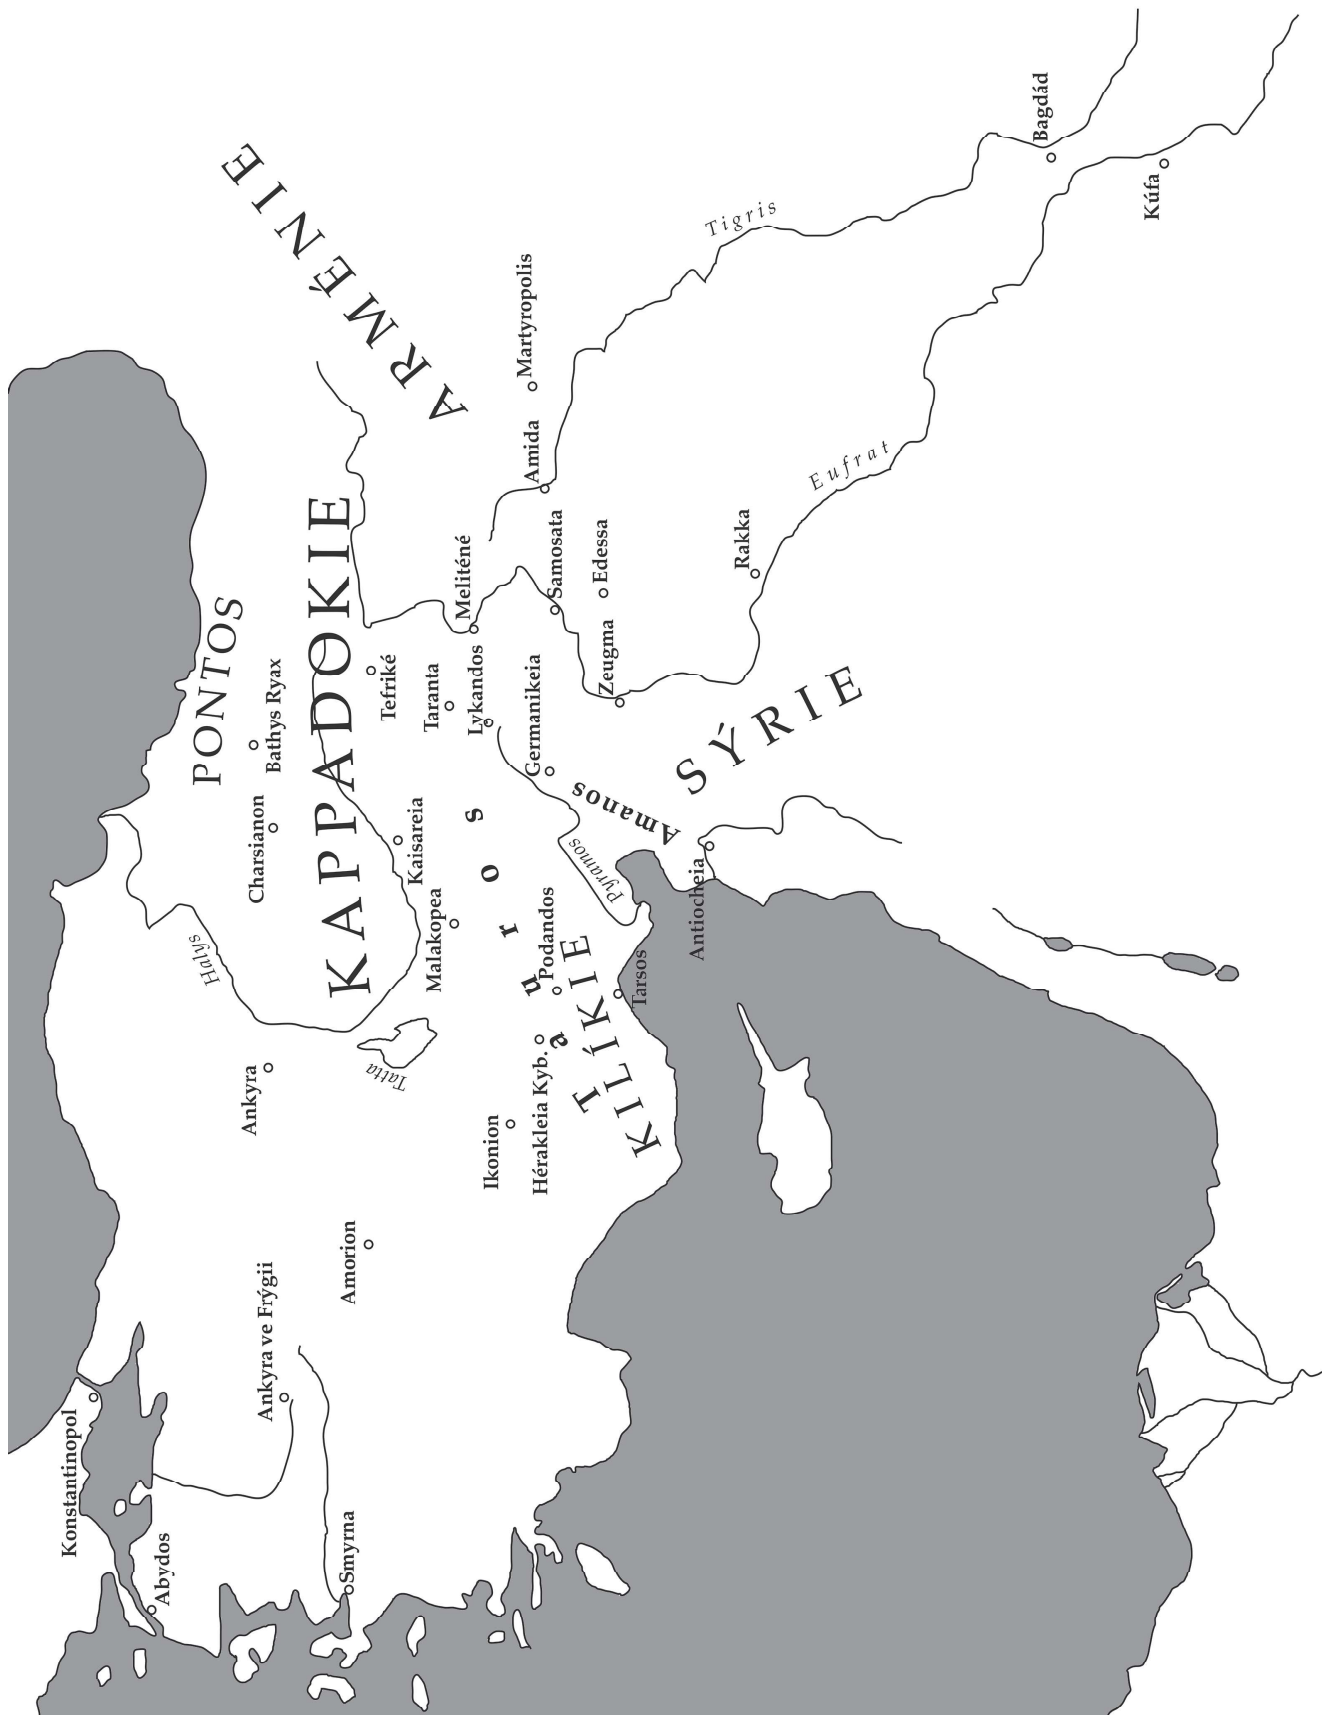 Konstantinopol
Abydos
Smyrna
Ankyra ve Frýgii
Amorion
Ankyra
Halys
Tatta
Ikonion
Hérakleia Kyb.
Charsianon
PONTOS
Bathys Ryax
KAPPADOKIE
Kaisareia
Malakopea
Tefriké
Taranta
Lykandos
Meliténé
ARMÉNIE
Martyropolis
Amida
Samosata
Edessa
Zeugma
Germanikeia
Tauros
Podandos
KILÍKIE
Tarsos
Pyramos
Amanos
Antiocheia
SÝRIE
Rakka
Eufrat
Tigris
Bagdád
Kúfa